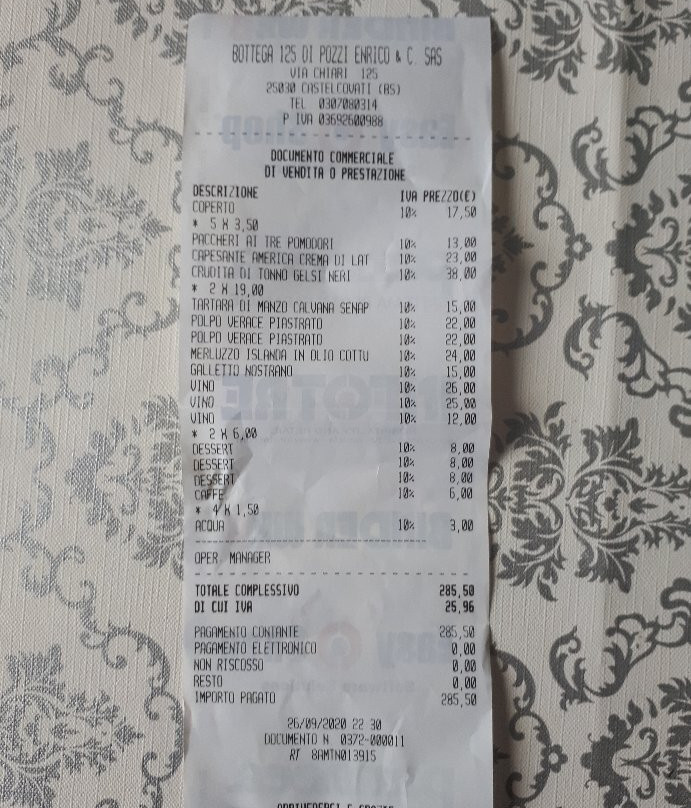 BOTTEGA 125 DI POZZI ENRICO & C. SAS
VIA CHIARI 125
25030 CASTELCOVATI (BS)
TEL 0307080314
P IVA 03692600988
DOCUMENTO COMMERCIALE
DI VENDITA O PRESTAZIONE
DESCRIZIONE IVA PREZZO(€)
COPERTO 10% 17,50
* 5 X 3,50
PACCHERI AI TRE POMODORI 10% 13,00
CAPESANTE AMERICA CREMA DI LAT 10% 23,00
CRUDITA DI TONNO GELSI NERI 10% 38,00
* 2 X 19,00
TARTARA DI MANZO CALVANA SENAP 10% 15,00
POLPO VERACE PIASTRATO 10% 22,00
POLPO VERACE PIASTRATO 10% 22,00
MERLUZZO ISLANDA IN OLIO COTTU 10% 24,00
GALLETTO NOSTRANO 10% 15,00
VINO 10% 26,00
VINO 10% 25,00
VINO 10% 12,00
* 2 X 6,00
DESSERT 10% 8,00
DESSERT 10% 8,00
DESSERT 10% 8,00
CAFFE 10% 6,00
* 4 X 1,50
ACQUA 10% 3,00
OPER. MANAGER
TOTALE COMPLESSIVO 285,50
DI CUI IVA 25,96
PAGAMENTO CONTANTE 285,50
PAGAMENTO ELETTRONICO 0,00
NON RISCOSSO 0,00
RESTO 0,00
IMPORTO PAGATO 285,50
26/09/2020 22:30
DOCUMENTO N. 0372-000011
RT 8AMTN013915
ARRIVEDERCI E GRAZIE